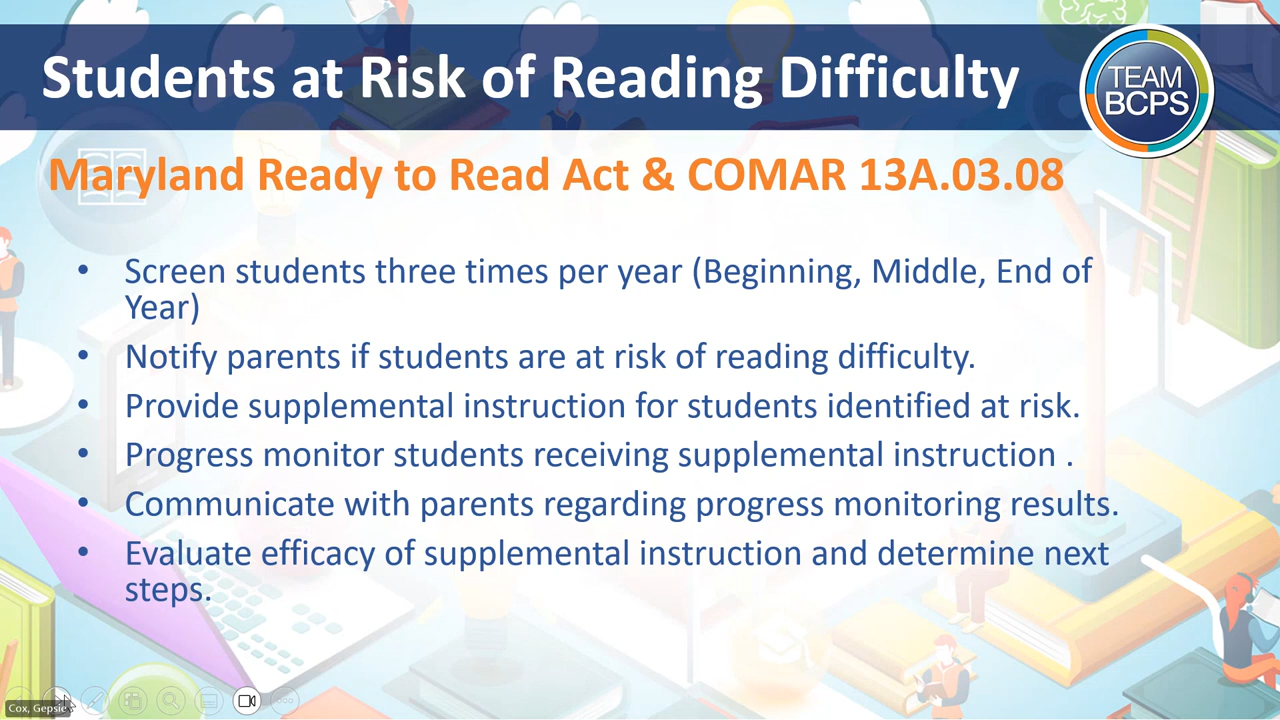 Students at Risk of Reading Difficulty
TEAM
BCPS
Maryland Ready to Read Act & COMAR 13A.03.08
• Screen students three times per year (Beginning, Middle, End of
Year)
• Notify parents if students are at risk of reading difficulty.
• Provide supplemental instruction for students identified at risk.
• Progress monitor students receiving supplemental instruction .
• Communicate with parents regarding progress monitoring results.
• Evaluate efficacy of supplemental instruction and determine next
steps.
Cox, Gepsie